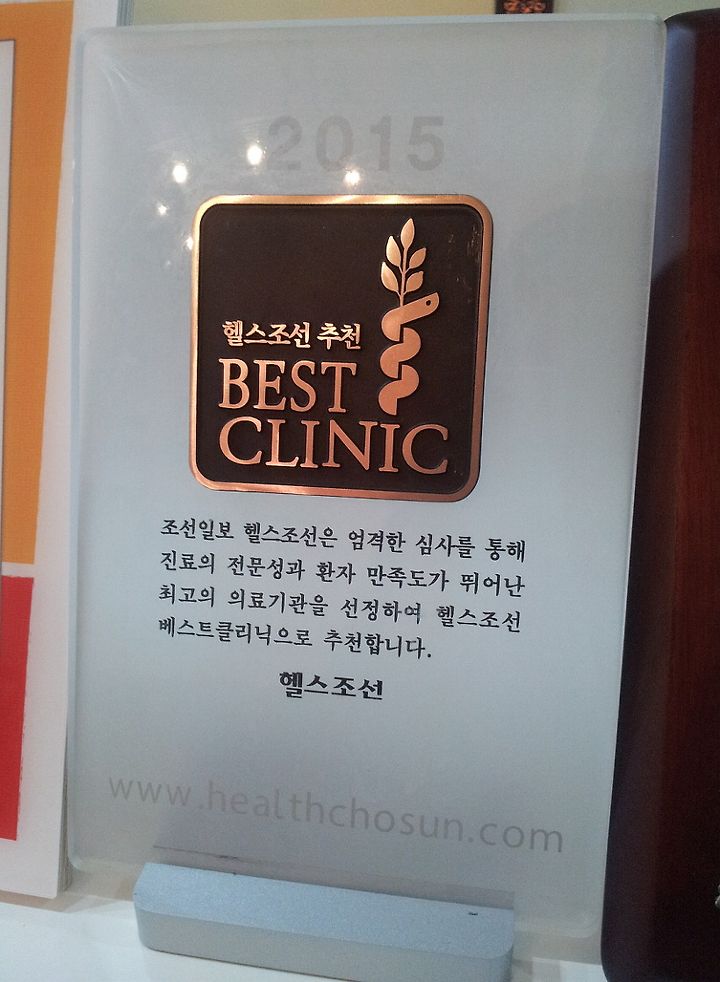 2015
헬스조선 추천
BEST
CLINIC
조선일보 헬스조선은 엄격한 심사를 통해
진료의 전문성과 환자 만족도가 뛰어난
최고의 의료기관을 선정하여 헬스조선
베스트클리닉으로 추천합니다.
헬스조선
www.healthchosun.com